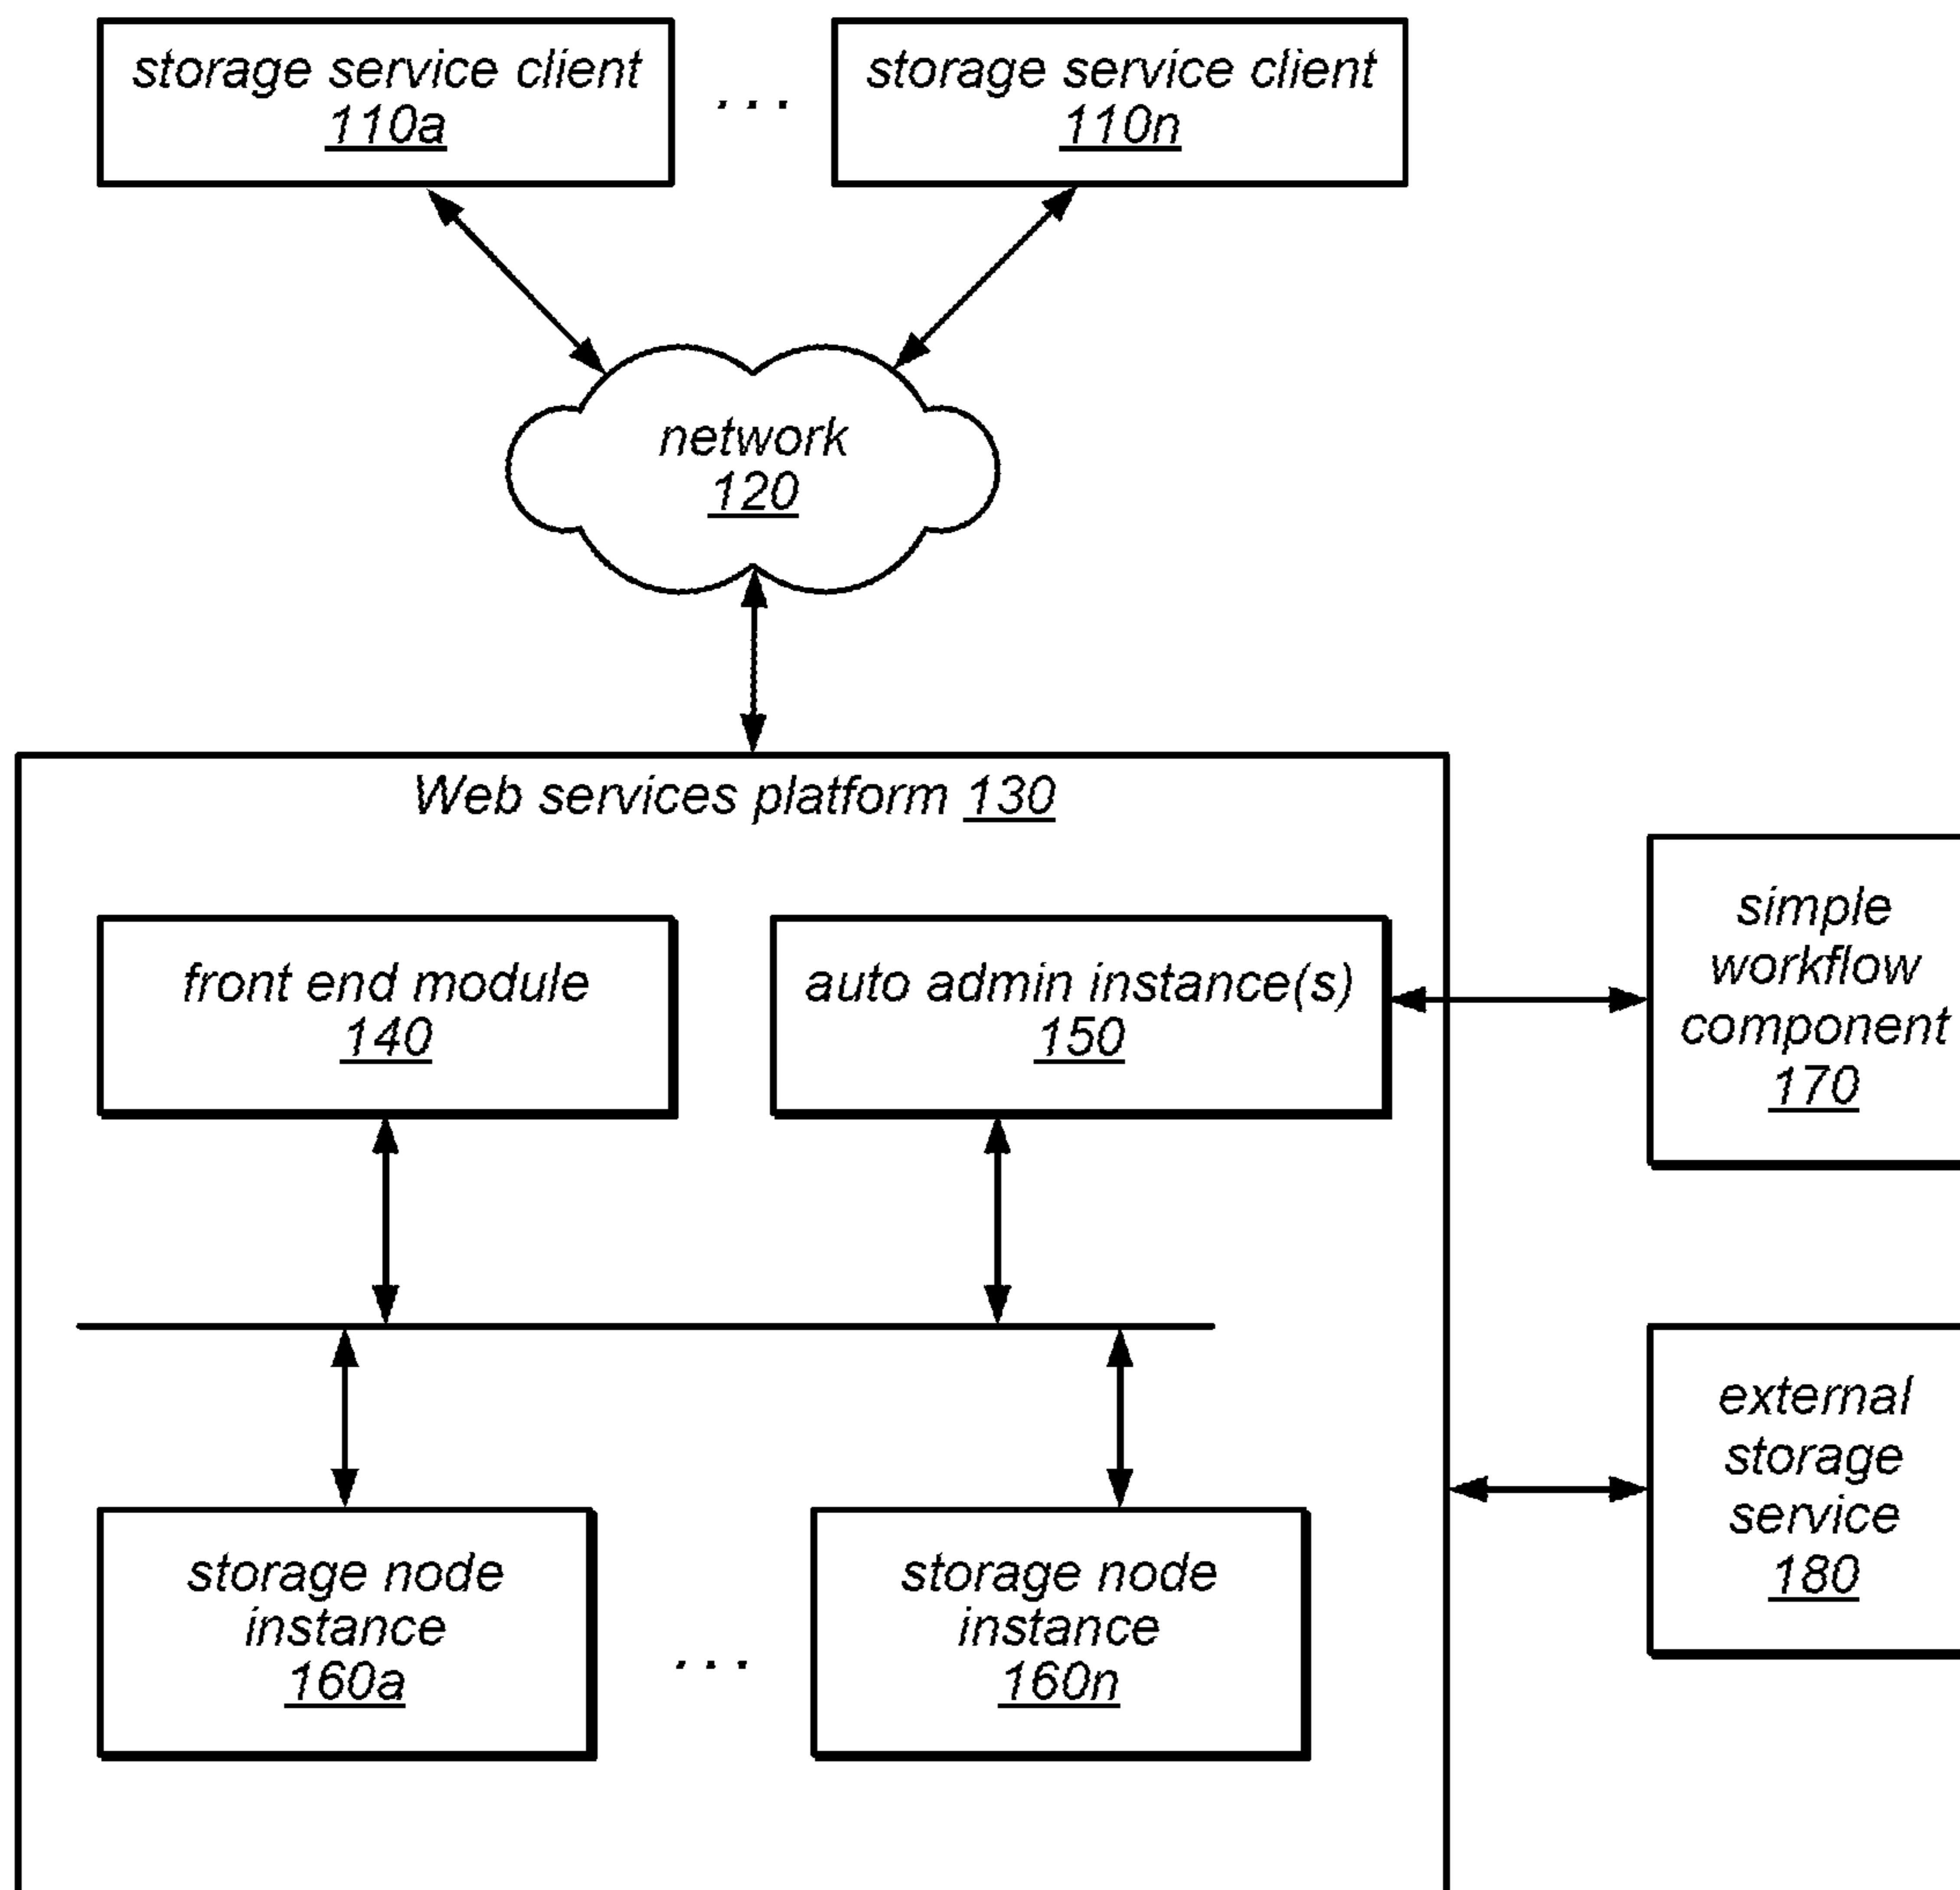 storage service client
110a
. . .
storage service client
110n
network
120
Web services platform 130
front end module
140
auto admin instance(s)
150
simple
workflow
component
170
external
storage
service
180
storage node
instance
160a
. . .
storage node
instance
160n